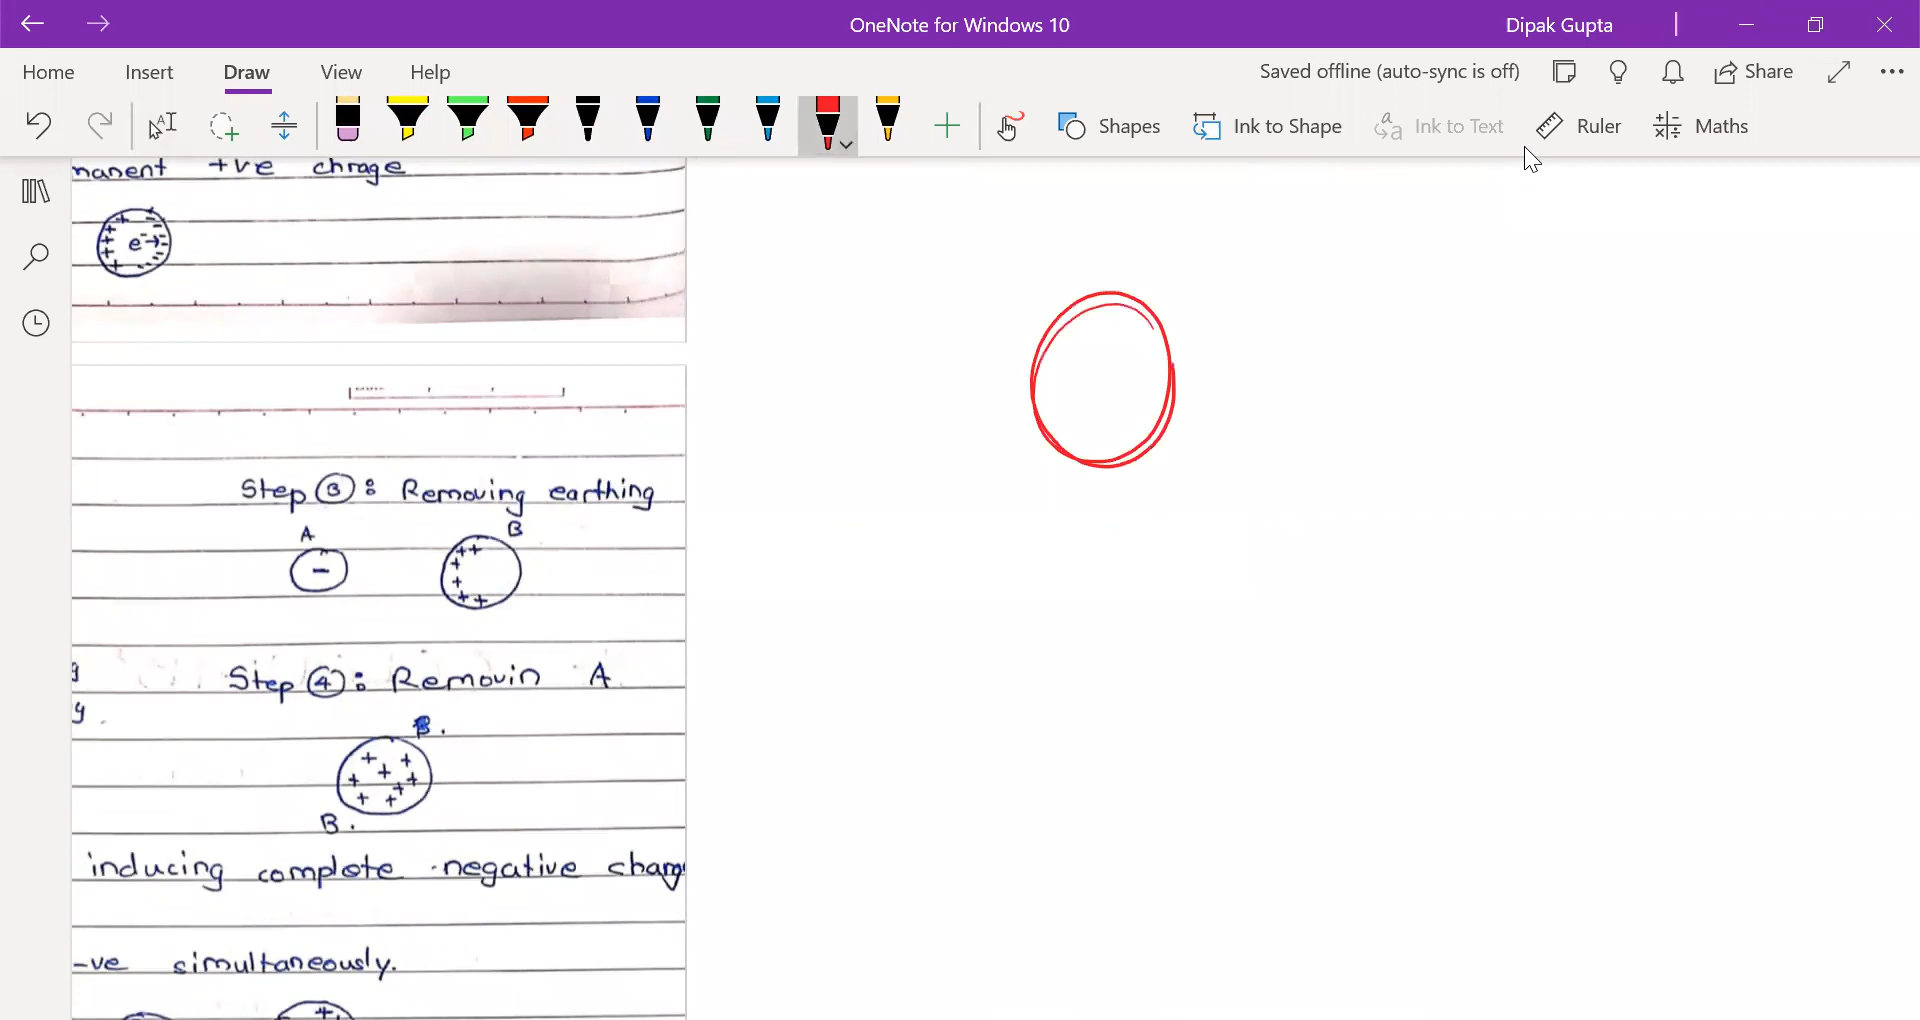 OneNote for Windows 10
Dipak Gupta
Home Insert Draw View Help
Saved offline (auto-sync is off)
Share
Shapes
Ink to Shape
Ink to Text
Ruler
Maths
manent +ve chrage
+ - + - + - + e⁻→ - + -
Step ③ : Removing earthing
A B
- + + + + + +
Step ④ : Removin A
y.
B.
+ + + + + + + + +
B.
inducing complete negative charg
-ve simultaneously.
+